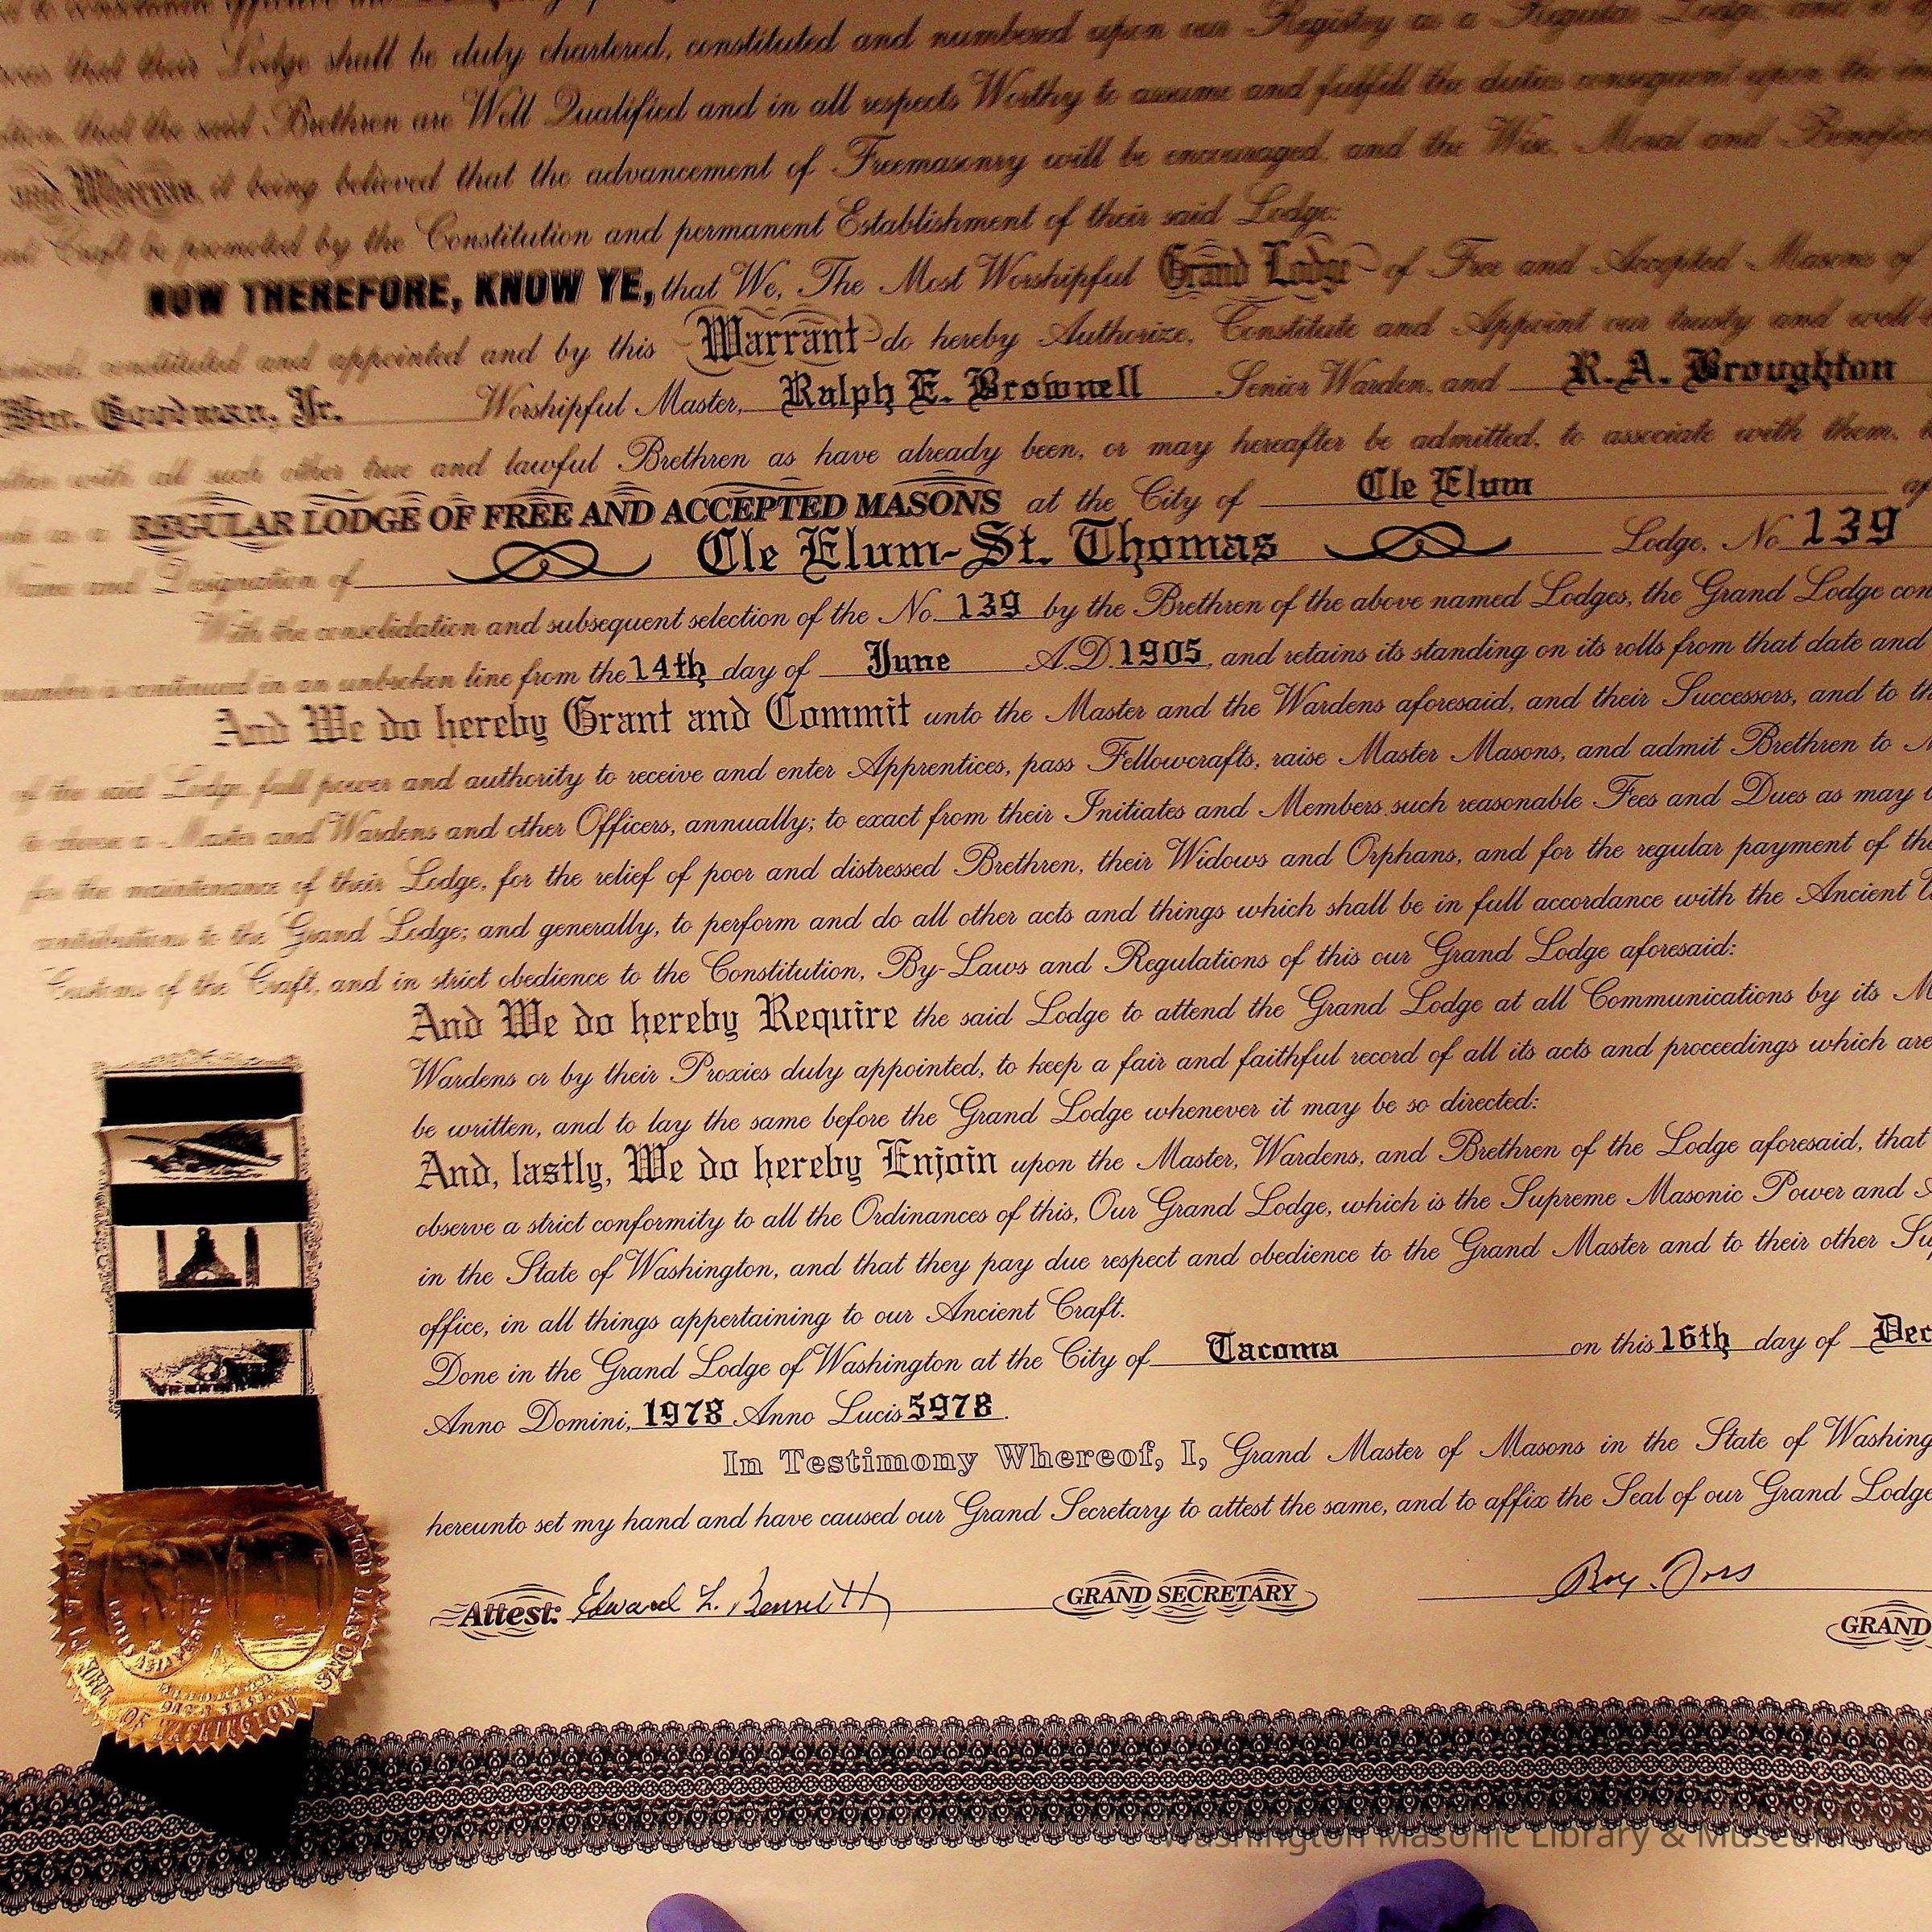 that their Lodge shall be duly chartered, constituted and numbered upon our Registry as a Regular Lodge and it
that the said Brethren are Well Qualified and in all respects Worthy to assume and fulfill the duties consequent upon the
and Whereas, it being believed that the advancement of Freemasonry will be encouraged and the Wise, Moral and
Craft be promoted by the Constitution and permanent Establishment of their said Lodge:
NOW THEREFORE, KNOW YE, that We, The Most Worshipful Grand Lodge of Free and Accepted Masons of
constituted and appointed and by this Warrant do hereby Authorize, Constitute and Appoint our trusty and well-
Wm. Goodman, Jr. Worshipful Master, Ralph E. Brownell Senior Warden, and R.A. Broughton
with all such other true and lawful Brethren as have already been, or may hereafter be admitted, to associate with them,
as a REGULAR LODGE OF FREE AND ACCEPTED MASONS at the City of Cle Elum
Name and Designation of Cle Elum-St. Thomas Lodge, No. 139
With the consolidation and subsequent selection of the No. 139 by the Brethren of the above named Lodges, the Grand Lodge con
number is continued in an unbroken line from the 14th day of June A.D. 1905, and retains its standing on its rolls from that date and
And We do hereby Grant and Commit unto the Master and the Wardens aforesaid, and their Successors, and to th
of the said Lodge, full power and authority to receive and enter Apprentices, pass Fellowcrafts, raise Master Masons, and admit Brethren to
to choose a Master and Wardens and other Officers, annually; to exact from their Initiates and Members such reasonable Fees and Dues as may
for the maintenance of their Lodge, for the relief of poor and distressed Brethren, their Widows and Orphans, and for the regular payment of the
contributions to the Grand Lodge; and generally, to perform and do all other acts and things which shall be in full accordance with the Ancient
Customs of the Craft, and in strict obedience to the Constitution, By-Laws and Regulations of this our Grand Lodge aforesaid:
And We do hereby Require the said Lodge to attend the Grand Lodge at all Communications by its M
Wardens or by their Proxies duly appointed, to keep a fair and faithful record of all its acts and proceedings which are
be written, and to lay the same before the Grand Lodge whenever it may be so directed:
And, lastly, We do hereby Enjoin upon the Master, Wardens, and Brethren of the Lodge aforesaid, that
observe a strict conformity to all the Ordinances of this, Our Grand Lodge, which is the Supreme Masonic Power and
in the State of Washington, and that they pay due respect and obedience to the Grand Master and to their other Su
office, in all things appertaining to our Ancient Craft.
Done in the Grand Lodge of Washington at the City of Tacoma on this 16th day of Dec
Anno Domini, 1978 Anno Lucis 5978.
In Testimony Whereof, I, Grand Master of Masons in the State of Washing
hereunto set my hand and have caused our Grand Secretary to attest the same, and to affix the Seal of our Grand Lodge
Attest: Edward L. Bennett GRAND SECRETARY Roy. Foss
GRAND
OF WASHINGTON
Washington Masonic Library & Museum